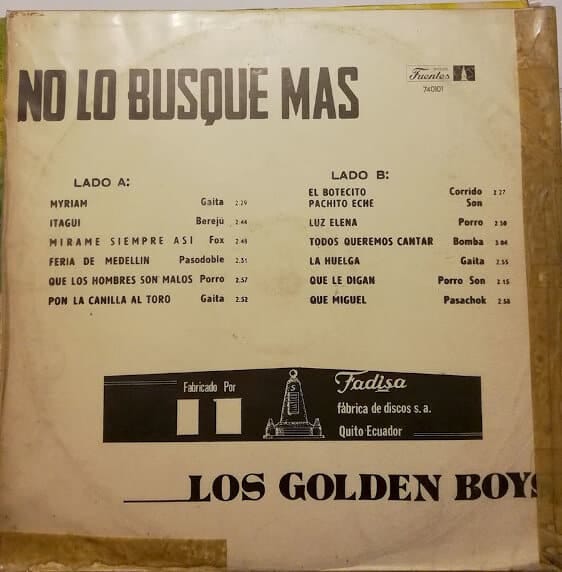 NO LO BUSQUE MAS
Fuentes
740101
LADO A:
MYRIAM Gaita 2:29
ITAGUI Berejú 2:44
MIRAME SIEMPRE ASI Fox 2:48
FERIA DE MEDELLIN Pasodoble 2:31
QUE LOS HOMBRES SON MALOS Porro 2:57
PON LA CANILLA AL TORO Gaita 2:52
LADO B:
EL BOTECITO Corrido 2:27
PACHITO ECHE Son
LUZ ELENA Porro 2:50
TODOS QUEREMOS CANTAR Bomba 3:04
LA HUELGA Gaita 2:55
QUE LE DIGAN Porro Son 2:15
QUE MIGUEL Pasachok 2:58
Fabricado Por
Fadisa
fábrica de discos s.a.
Quito-Ecuador
LOS GOLDEN BOYS